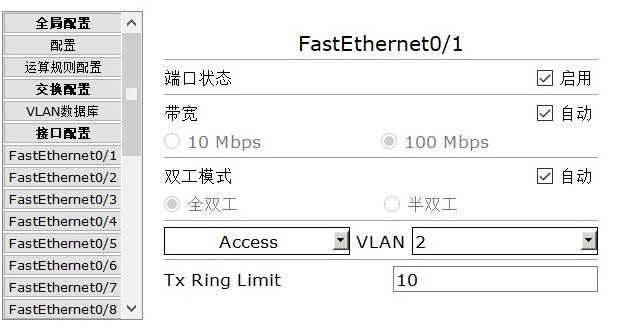 全局配置
配置
运算规则配置
交换配置
VLAN数据库
接口配置
FastEthernet0/1
FastEthernet0/2
FastEthernet0/3
FastEthernet0/4
FastEthernet0/5
FastEthernet0/6
FastEthernet0/7
FastEthernet0/8
FastEthernet0/1
端口状态 启用
带宽 自动
10 Mbps 100 Mbps
双工模式 自动
全双工 半双工
Access VLAN 2
Tx Ring Limit 10